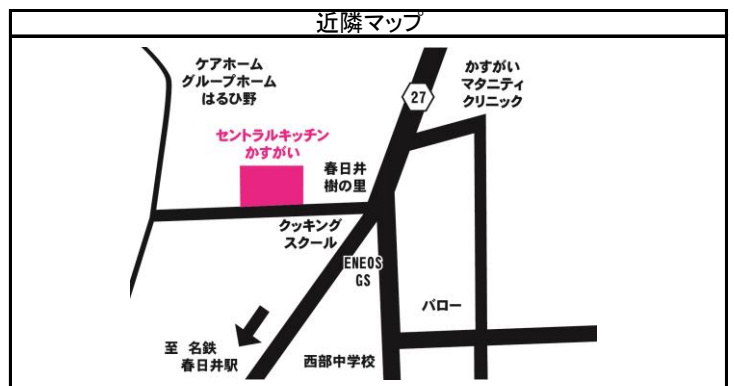 近隣マップ
ケアホーム
グループホーム
はるひ野
かすがい
マタニティ
クリニック
27
セントラルキッチン
かすがい
春日井
樹の里
クッキング
スクール
ENEOS
GS
バロー
至 名鉄
春日井駅
西部中学校